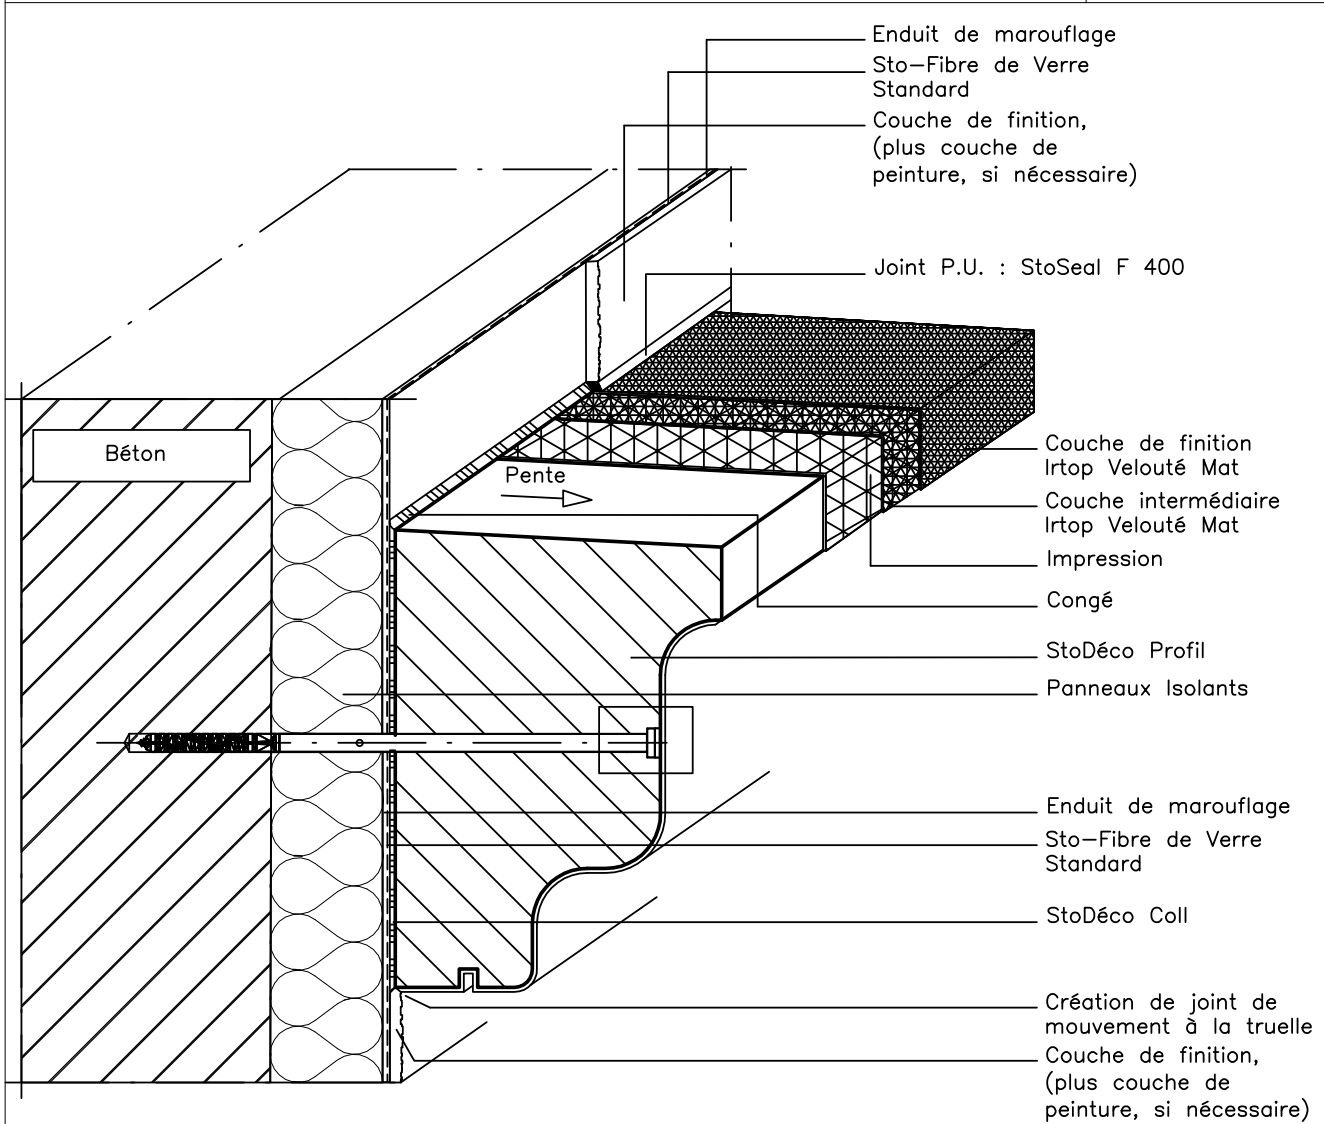 Enduit de marouflage
Sto-Fibre de Verre
Standard
Couche de finition,
(plus couche de
peinture, si nécessaire)
Joint P.U. : StoSeal F 400
Béton
Pente
Couche de finition
Irtop Velouté Mat
Couche intermédiaire
Irtop Velouté Mat
Impression
Congé
StoDéco Profil
Panneaux Isolants
Enduit de marouflage
Sto-Fibre de Verre
Standard
StoDéco Coll
Création de joint de
mouvement à la truelle
Couche de finition,
(plus couche de
peinture, si nécessaire)